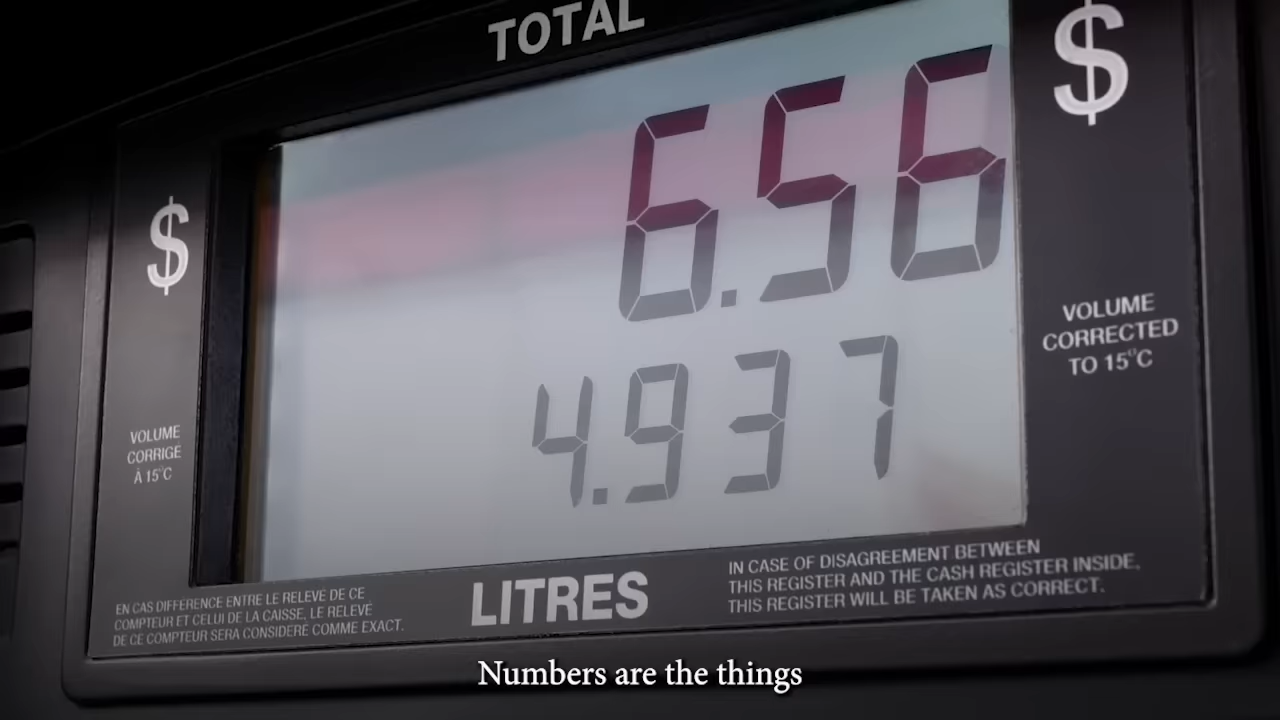 TOTAL
$
6.56
$
4.937
VOLUME
CORRIGÉ
À 15°C
VOLUME
CORRECTED
TO 15°C
LITRES
EN CAS DIFFERENCE ENTRE LE RELEVE DE CE
COMPTEUR ET CELUI DE LA CAISSE, LE RELEVE
DE CE COMPTEUR SERA CONSIDERE COMME EXACT.
IN CASE OF DISAGREEMENT BETWEEN
THIS REGISTER AND THE CASH REGISTER INSIDE,
THIS REGISTER WILL BE TAKEN AS CORRECT.
Numbers are the things